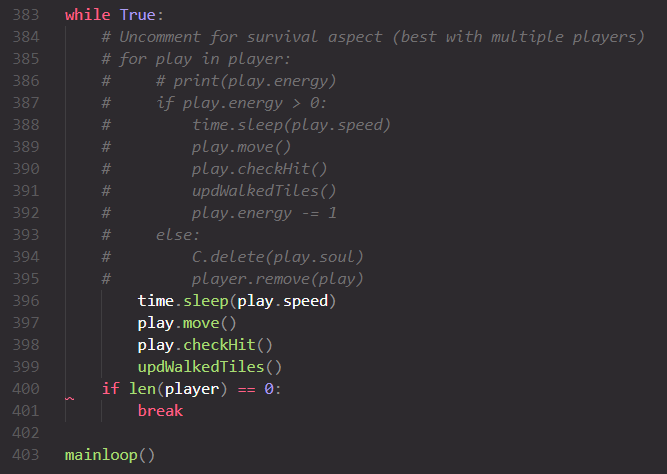 383 while True:
384     # Uncomment for survival aspect (best with multiple players)
385     # for play in player:
386     #     # print(play.energy)
387     #     if play.energy > 0:
388     #         time.sleep(play.speed)
389     #         play.move()
390     #         play.checkHit()
391     #         updWalkedTiles()
392     #         play.energy -= 1
393     #     else:
394     #         C.delete(play.soul)
395     #         player.remove(play)
396         time.sleep(play.speed)
397         play.move()
398         play.checkHit()
399         updWalkedTiles()
400     if len(player) == 0:
401         break
402
403 mainloop()